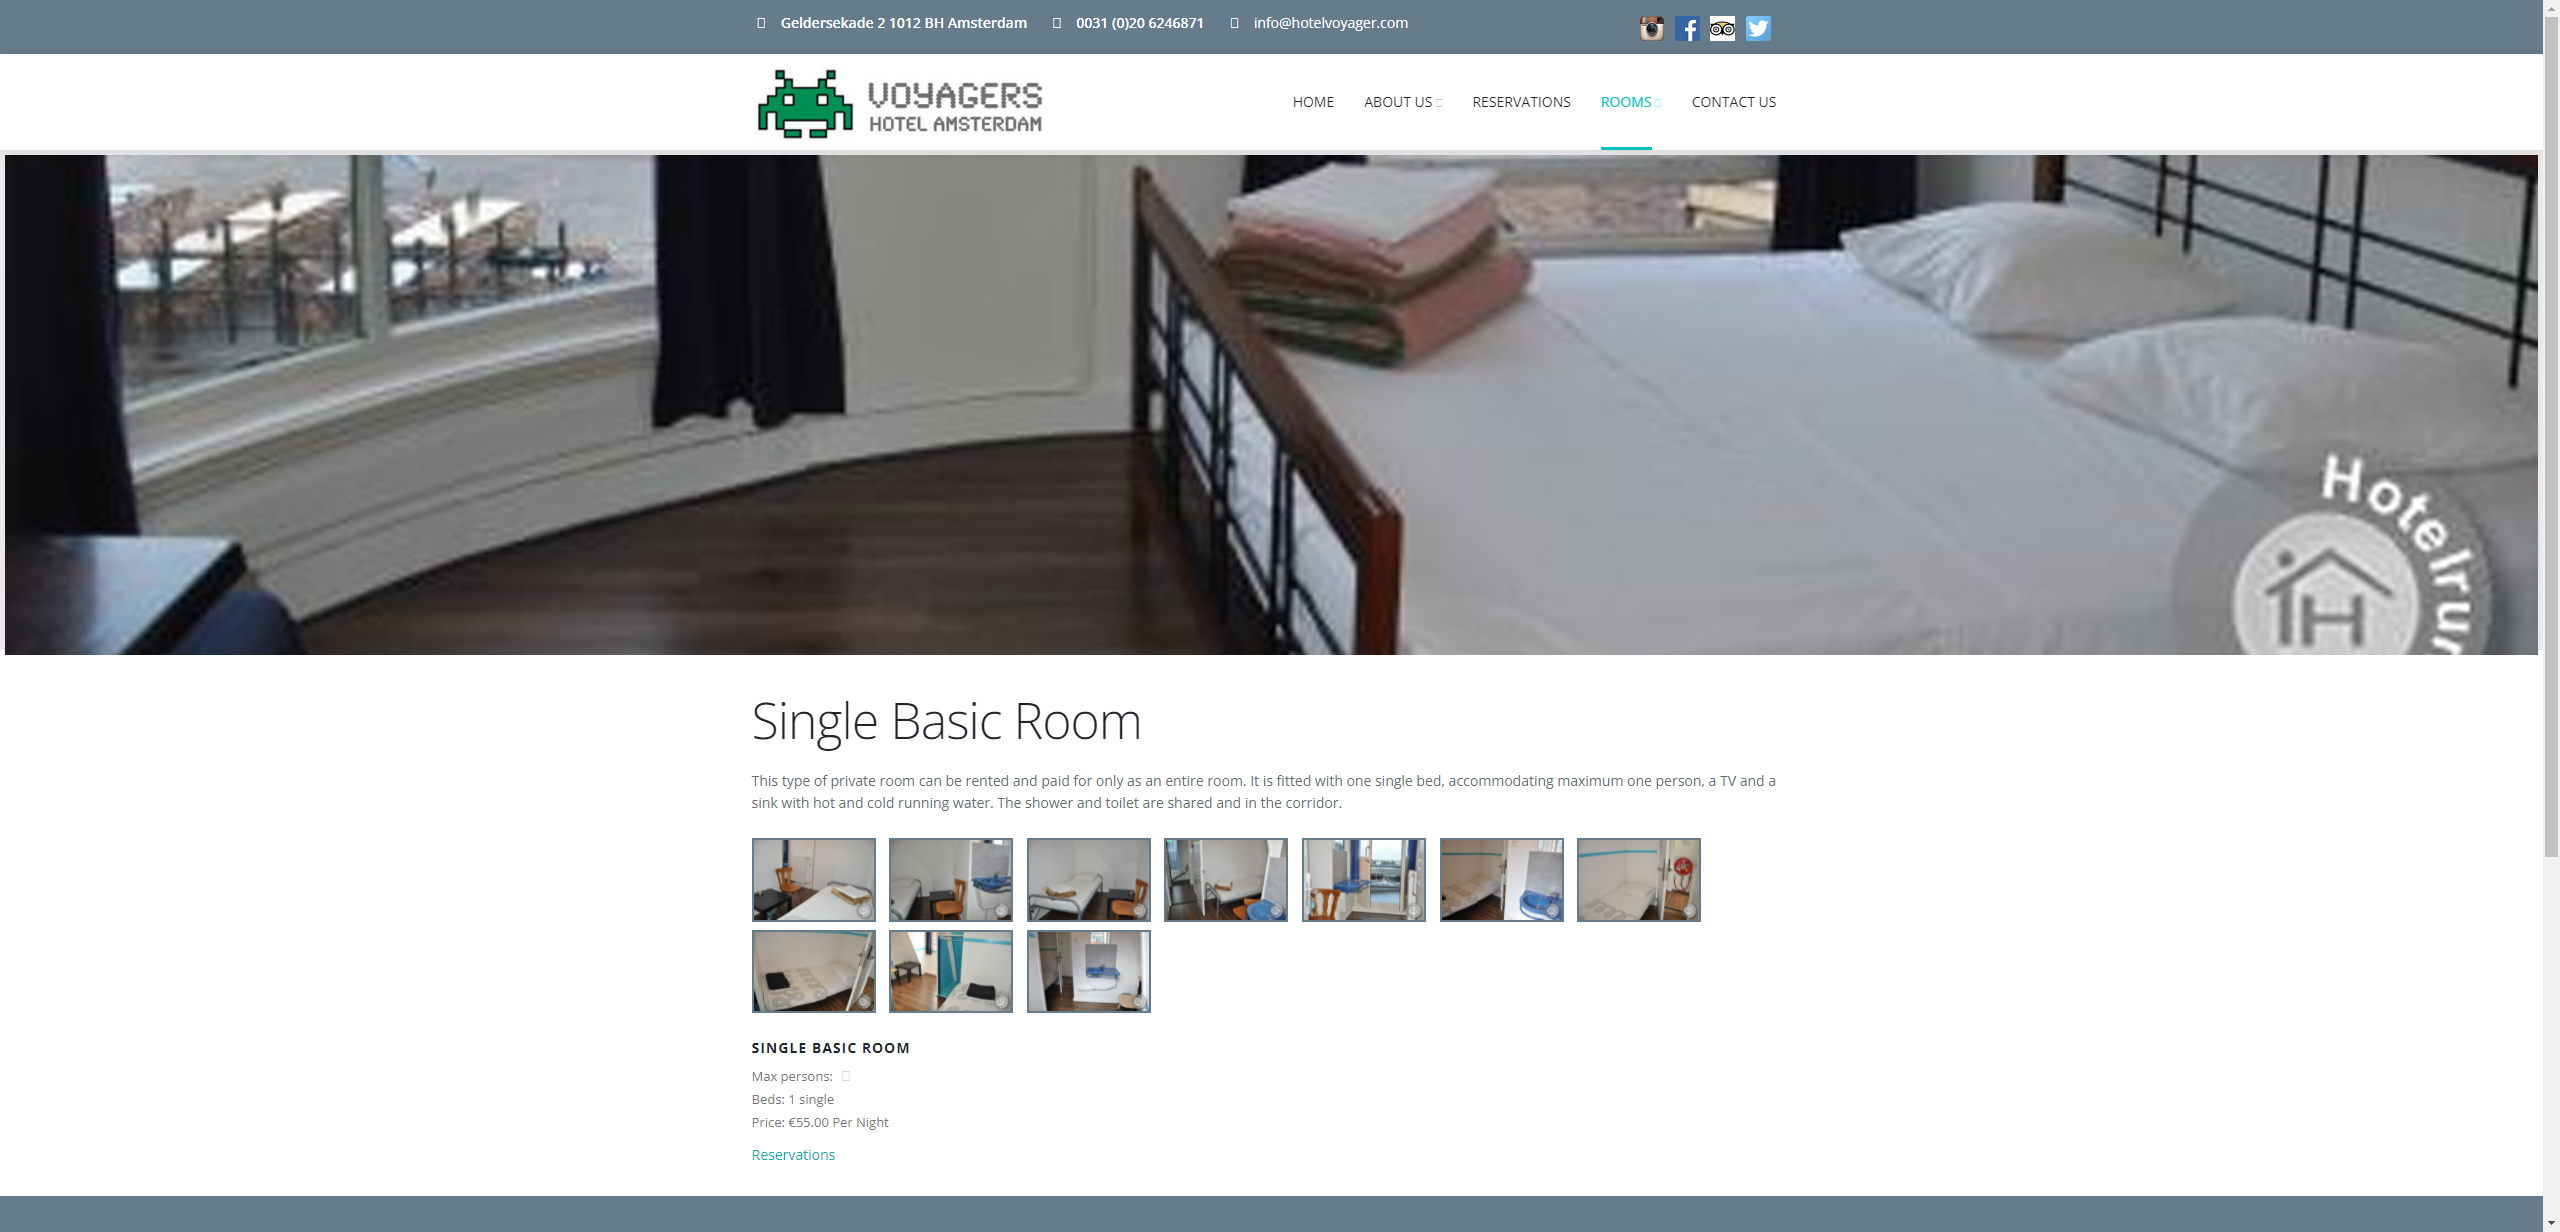 Geldersekade 2 1012 BH Amsterdam 0031 (0)20 6246871 info@hotelvoyager.com
VOYAGERS
HOTEL AMSTERDAM
HOME ABOUT US RESERVATIONS ROOMS CONTACT US
H
Single Basic Room
This type of private room can be rented and paid for only as an entire room. It is fitted with one single bed, accommodating maximum one person, a TV and a
sink with hot and cold running water. The shower and toilet are shared and in the corridor.
SINGLE BASIC ROOM
Max persons:
Beds: 1 single
Price: €55.00 Per Night
Reservations